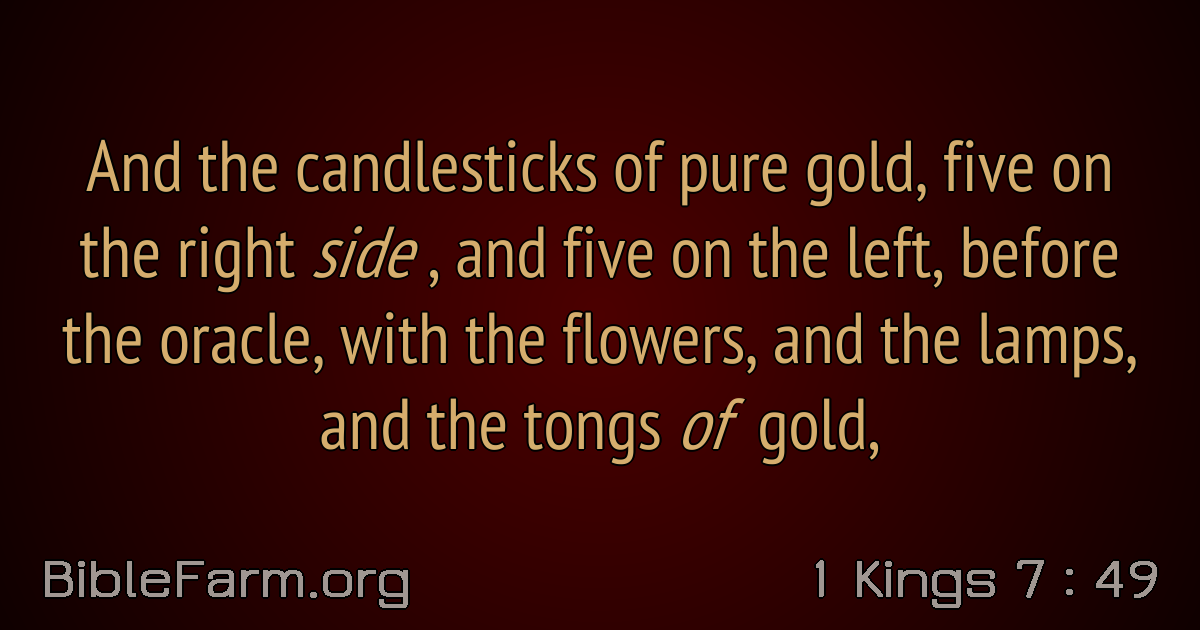 And the candlesticks of pure gold, five on
the right side , and five on the left, before
the oracle, with the flowers, and the lamps,
and the tongs of gold,
BibleFarm.org
1 Kings 7 : 49